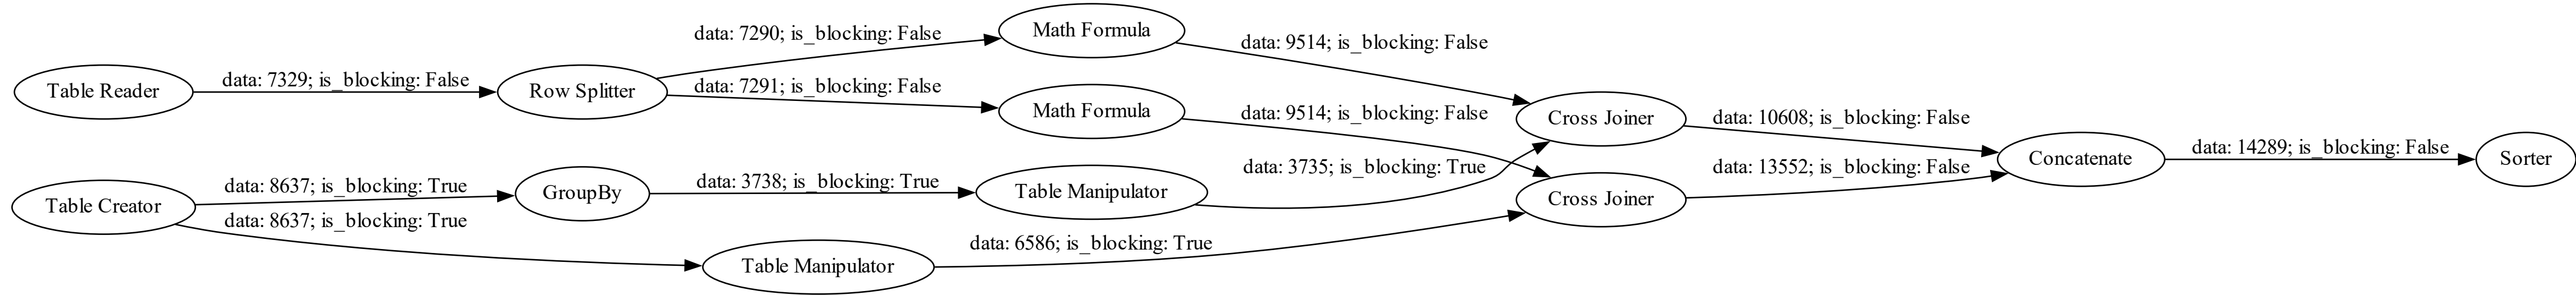 Table Reader
data: 7329; is_blocking: False
Row Splitter
data: 7290; is_blocking: False
data: 7291; is_blocking: False
Math Formula
Math Formula
data: 9514; is_blocking: False
data: 9514; is_blocking: False
Table Creator
data: 8637; is_blocking: True
data: 8637; is_blocking: True
GroupBy
data: 3738; is_blocking: True
Table Manipulator
data: 3735; is_blocking: True
Table Manipulator
data: 6586; is_blocking: True
Cross Joiner
Cross Joiner
data: 10608; is_blocking: False
data: 13552; is_blocking: False
Concatenate
data: 14289; is_blocking: False
Sorter